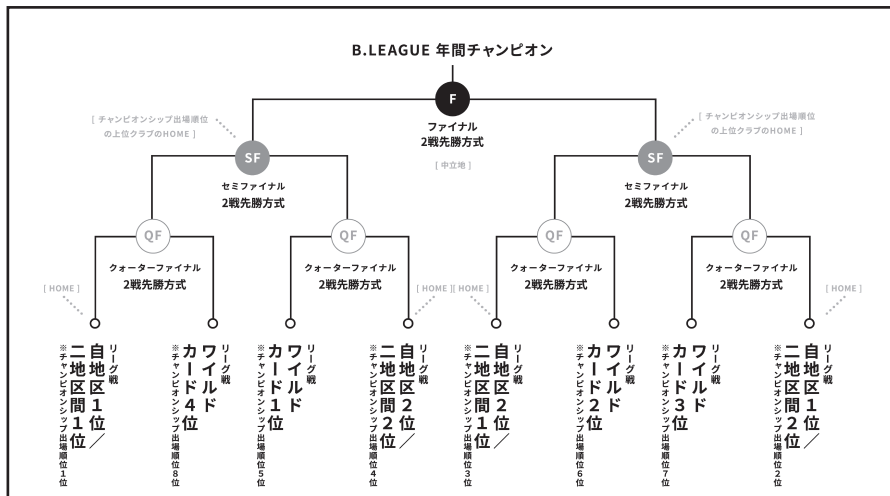 B.LEAGUE 年間チャンピオン
F
ファイナル
2戦先勝方式
[ 中立地 ]
[ チャンピオンシップ出場順位
の上位クラブのHOME ]
[ チャンピオンシップ出場順位
の上位クラブのHOME ]
SF
セミファイナル
2戦先勝方式
SF
セミファイナル
2戦先勝方式
QF
クォーターファイナル
2戦先勝方式
QF
クォーターファイナル
2戦先勝方式
QF
クォーターファイナル
2戦先勝方式
QF
クォーターファイナル
2戦先勝方式
[ HOME ]
[ HOME ]
[ HOME ]
[ HOME ]
リーグ戦
自地区1位／
二地区間1位
※チャンピオンシップ出場順位1位
リーグ戦
ワイルド
カード4位
※チャンピオンシップ出場順位8位
リーグ戦
ワイルド
カード1位
※チャンピオンシップ出場順位5位
リーグ戦
自地区2位／
二地区間2位
※チャンピオンシップ出場順位4位
リーグ戦
自地区2位／
二地区間1位
※チャンピオンシップ出場順位3位
リーグ戦
ワイルド
カード2位
※チャンピオンシップ出場順位6位
リーグ戦
ワイルド
カード3位
※チャンピオンシップ出場順位7位
リーグ戦
自地区1位／
二地区間2位
※チャンピオンシップ出場順位2位